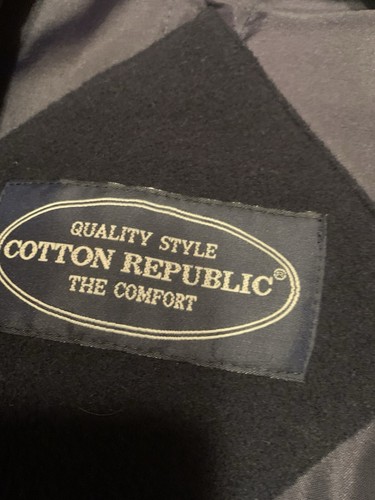 QUALITY STYLE
COTTON REPUBLIC®
THE COMFORT